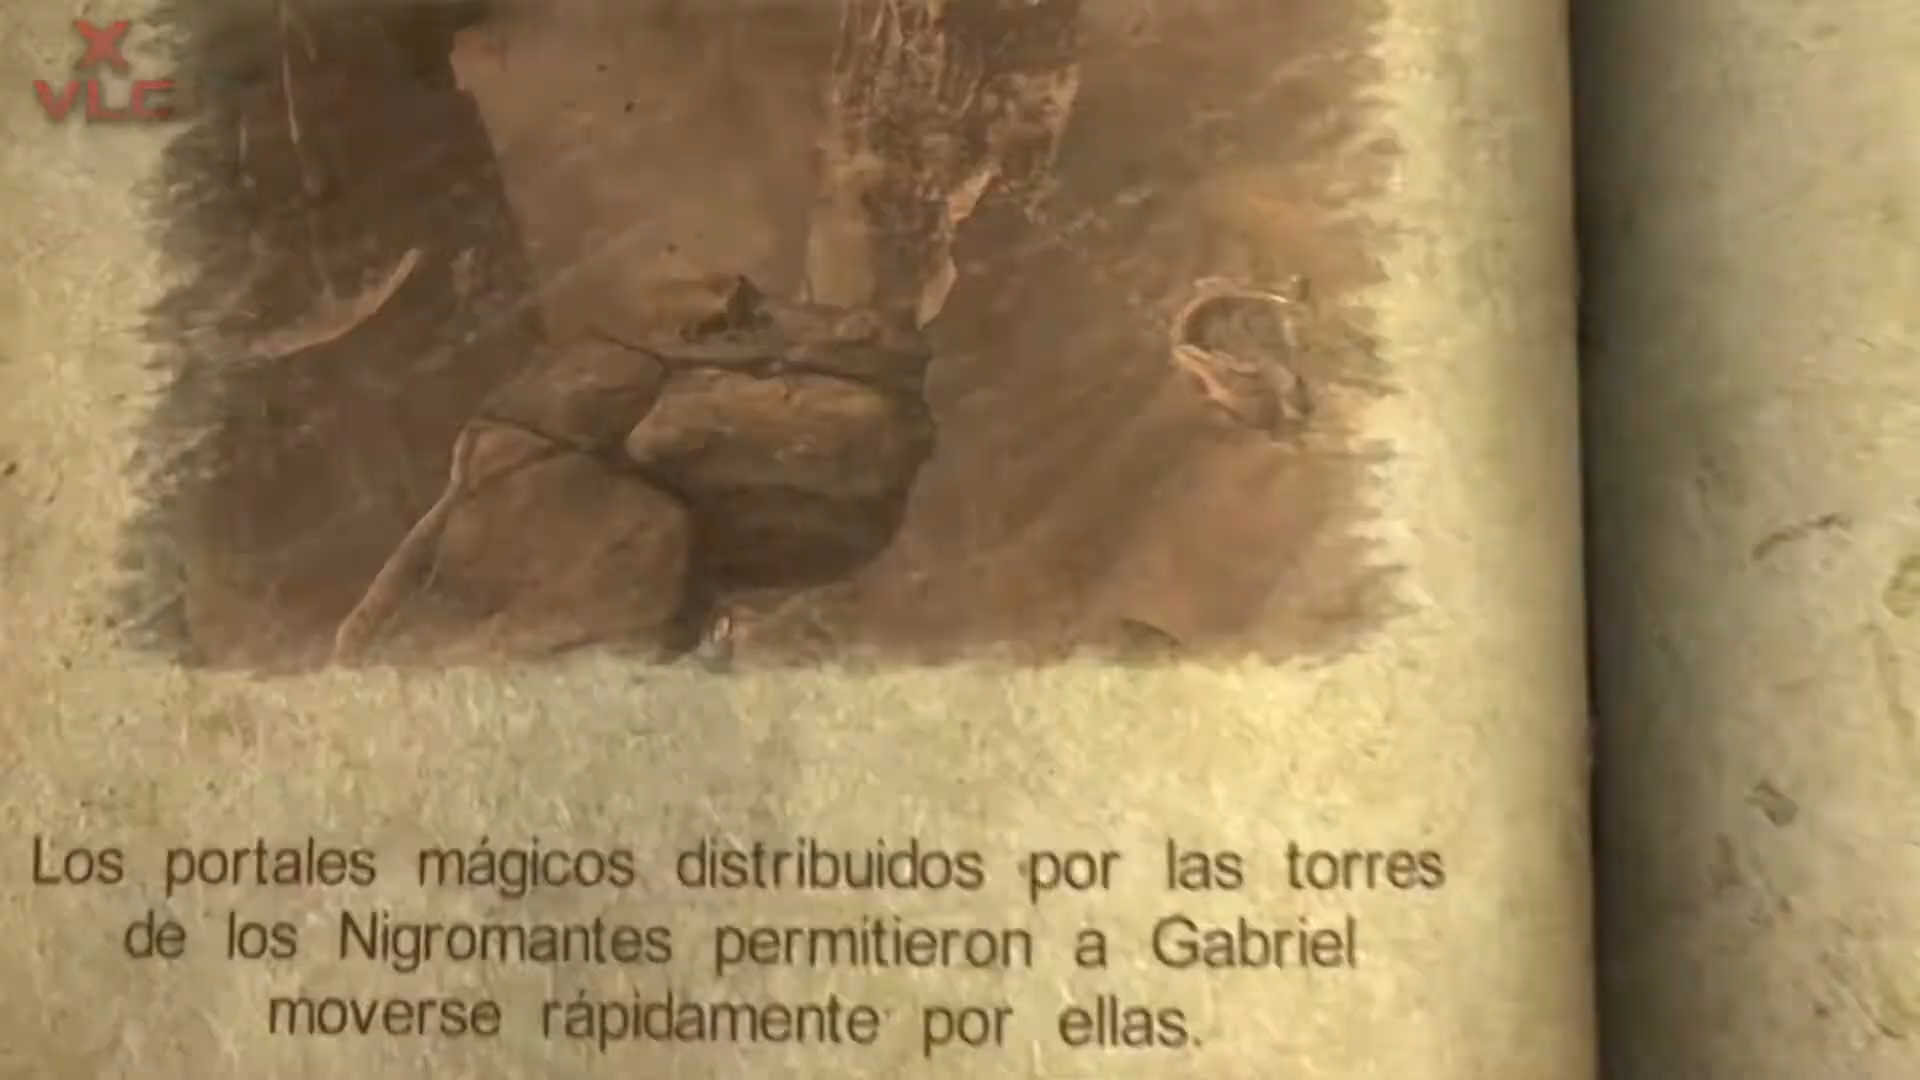 X
VLC
Los portales mágicos distribuidos por las torres
de los Nigromantes permitieron a Gabriel
moverse rápidamente por ellas.